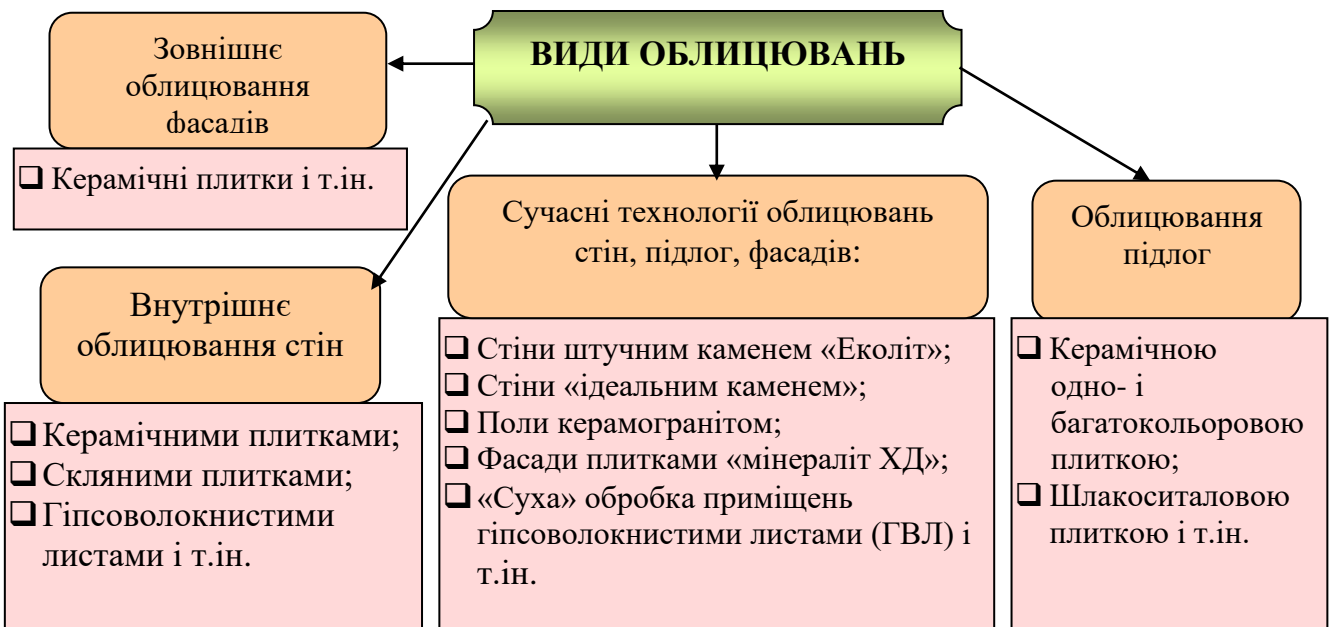 ВИДИ ОБЛИЦЮВАНЬ
Зовнішнє
облицювання
фасадів
❑ Керамічні плитки і т.ін.
Внутрішнє
облицювання стін
❑ Керамічними плитками;
❑ Скляними плитками;
❑ Гіпсоволокнистими
листами і т.ін.
Сучасні технології облицювань
стін, підлог, фасадів:
❑ Стіни штучним каменем «Еколіт»;
❑ Стіни «ідеальним каменем»;
❑ Поли керамогранітом;
❑ Фасади плитками «мінераліт ХД»;
❑ «Суха» обробка приміщень
гіпсоволокнистими листами (ГВЛ) і
т.ін.
Облицювання
підлог
❑ Керамічною
одно- і
багатокольоровою
плиткою;
❑ Шлакоситаловою
плиткою і т.ін.